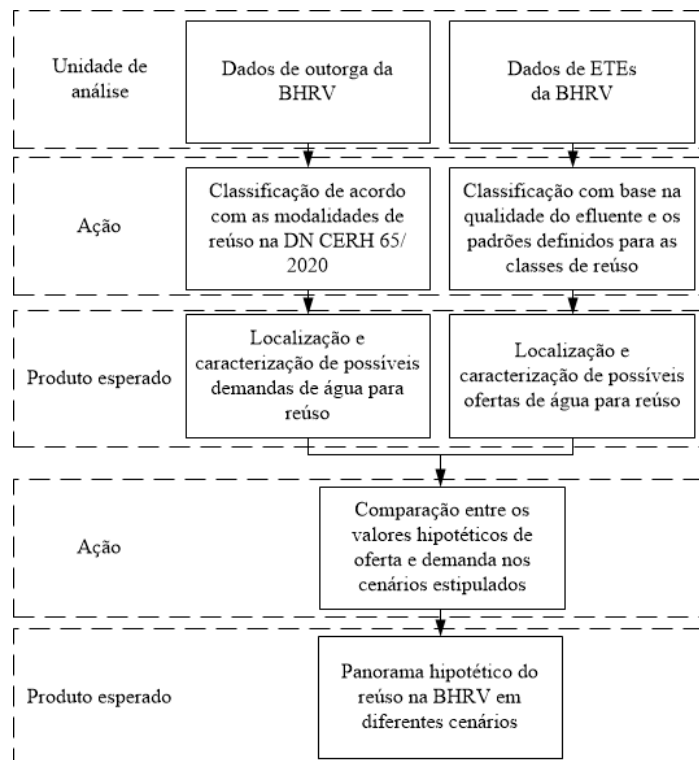 Unidade de
análise
Dados de outorga da
BHRV
Dados de ETEs
da BHRV
Ação
Classificação de acordo
com as modalidades de
reúso na DN CERH 65/
2020
Classificação com base na
qualidade do efluente e os
padrões definidos para as
classes de reúso
Produto esperado
Localização e
caracterização de possíveis
demandas de água para
reúso
Localização e
caracterização de possíveis
ofertas de água para reúso
Ação
Comparação entre os
valores hipotéticos de
oferta e demanda nos
cenários estipulados
Produto esperado
Panorama hipotético do
reúso na BHRV em
diferentes cenários